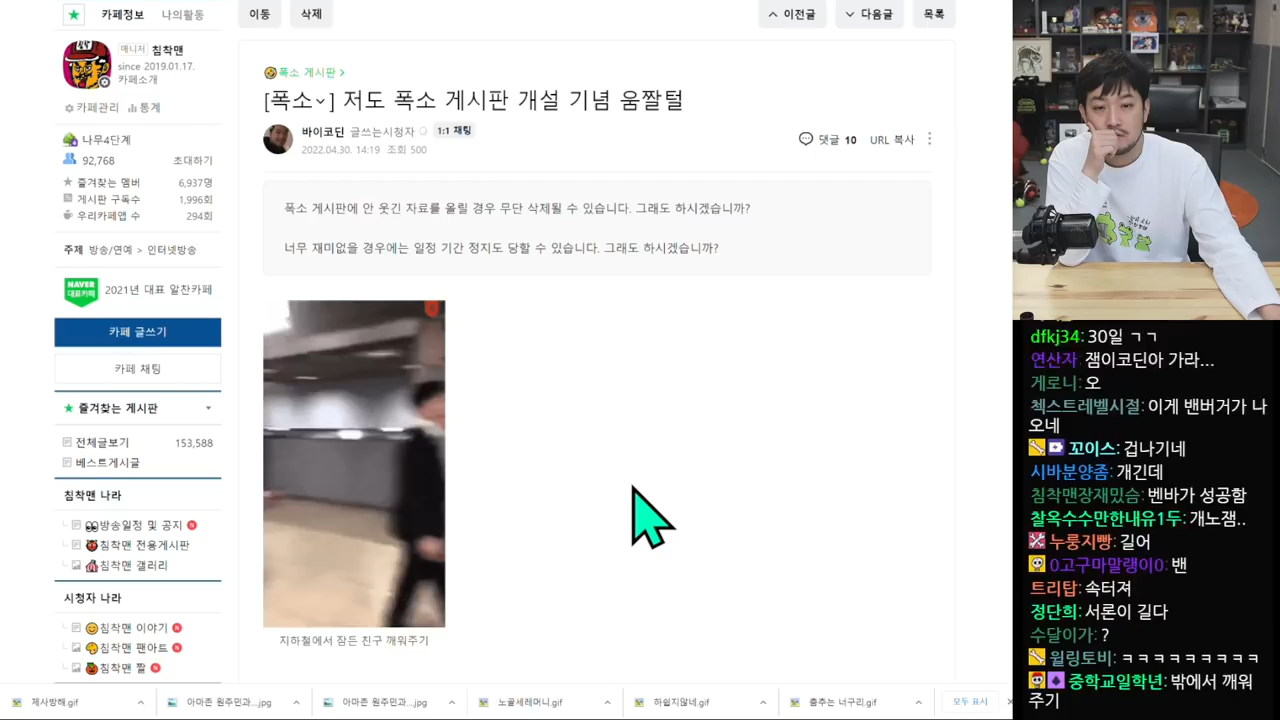 카페정보 나의활동
매니저 침착맨
since 2019.01.17.
카페소개
카페관리 통계
나무4단계
92,768 초대하기
즐겨찾는 멤버 6,937명
게시판 구독수 1,996회
우리카페앱 수 294회
주제 방송/연예 > 인터넷방송
NAVER
대표카페
2021년 대표 알찬카페
카페 글쓰기
카페 채팅
즐겨찾는 게시판
전체글보기 153,588
베스트게시글
침착맨 나라
방송일정 및 공지 N
침착맨 전용게시판
침착맨 갤러리
시청자 나라
침착맨 이야기 N
침착맨 팬아트 N
침착맨 짤 N
이동 삭제 이전글 다음글 목록
폭소 게시판 >
[폭소] 저도 폭소 게시판 개설 기념 움짤털
바이코딘 글쓰는시청자 1:1 채팅
2022.04.30. 14:19 조회 500
댓글 10 URL 복사
폭소 게시판에 안 웃긴 자료를 올릴 경우 무단 삭제될 수 있습니다. 그래도 하시겠습니까?
너무 재미없을 경우에는 일정 기간 정지도 당할 수 있습니다. 그래도 하시겠습니까?
지하철에서 잠든 친구 깨워주기
dfkj34: 30일 ㄱㄱ
연산자: 잼이코딘아 가라...
게로니: 오
첵스트레벨시절: 이게 밴버거가 나
오네
꼬이스: 겁나기네
시바분양좀: 개긴데
침착맨장재밌슴: 벤바가 성공함
찰옥수수만한내유1두: 개노잼..
누룽지빵: 길어
0고구마말랭이0: 밴
트리탑: 속터져
정단희: 서론이 길다
수달이가: ?
윌링토비: ㅋㅋㅋㅋㅋㅋㅋㅋㅋ
중학교일학년: 밖에서 깨워
주기
제사방해.gif
아마존 원주민과....jpg
아마존 원주민과....jpg
노골세레머니.gif
하쉽지않네.gif
춤추는 너구리.gif
모두 표시